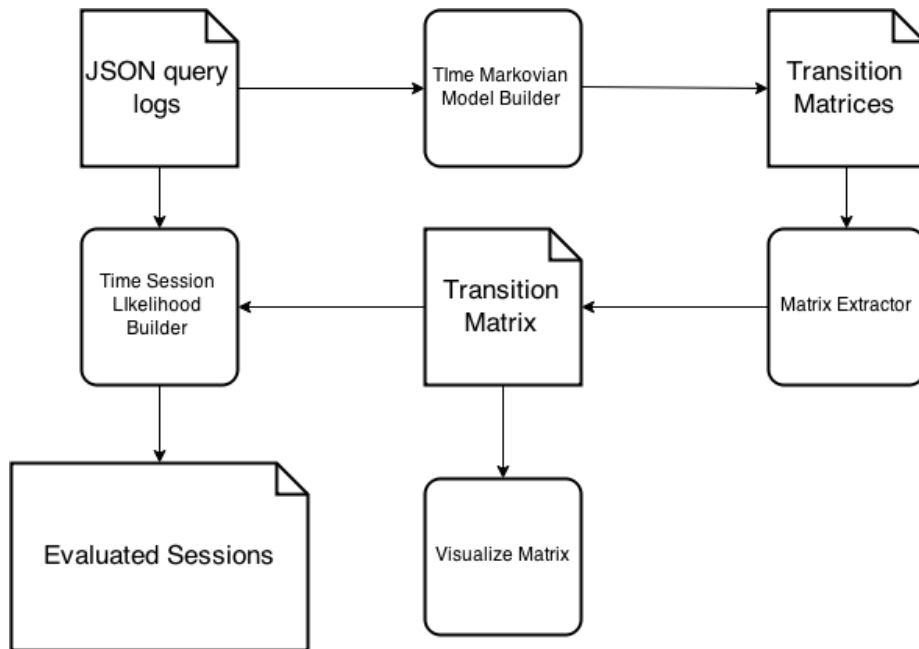 JSON query
logs
TIme Markovian
Model Builder
Transition
Matrices
Time Session
LIkelihood
Builder
Transition
Matrix
Matrix Extractor
Evaluated Sessions
Visualize Matrix